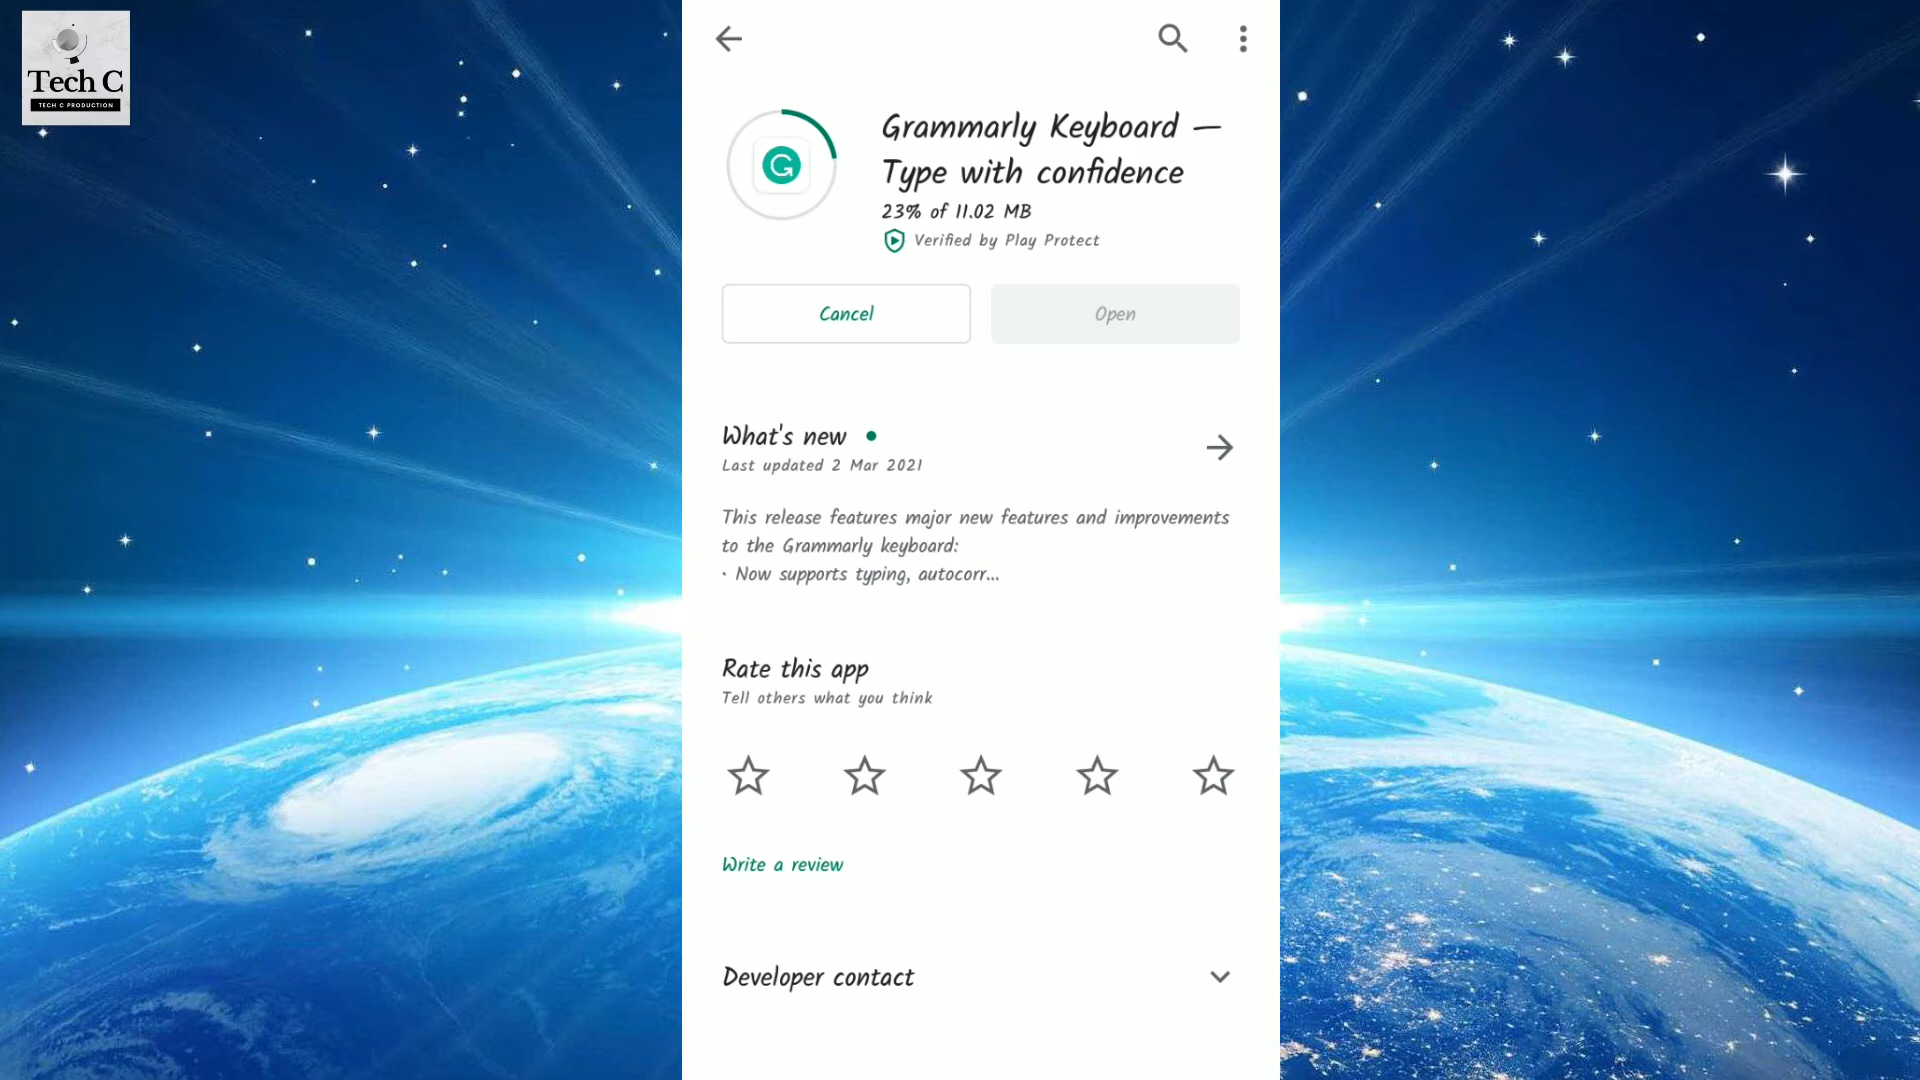 Tech C
TECH C PRODUCTION
Grammarly Keyboard —
Type with confidence
23% of 11.02 MB
Verified by Play Protect
Cancel
Open
What's new
Last updated 2 Mar 2021
This release features major new features and improvements
to the Grammarly keyboard:
· Now supports typing, autocorr...
Rate this app
Tell others what you think
Write a review
Developer contact